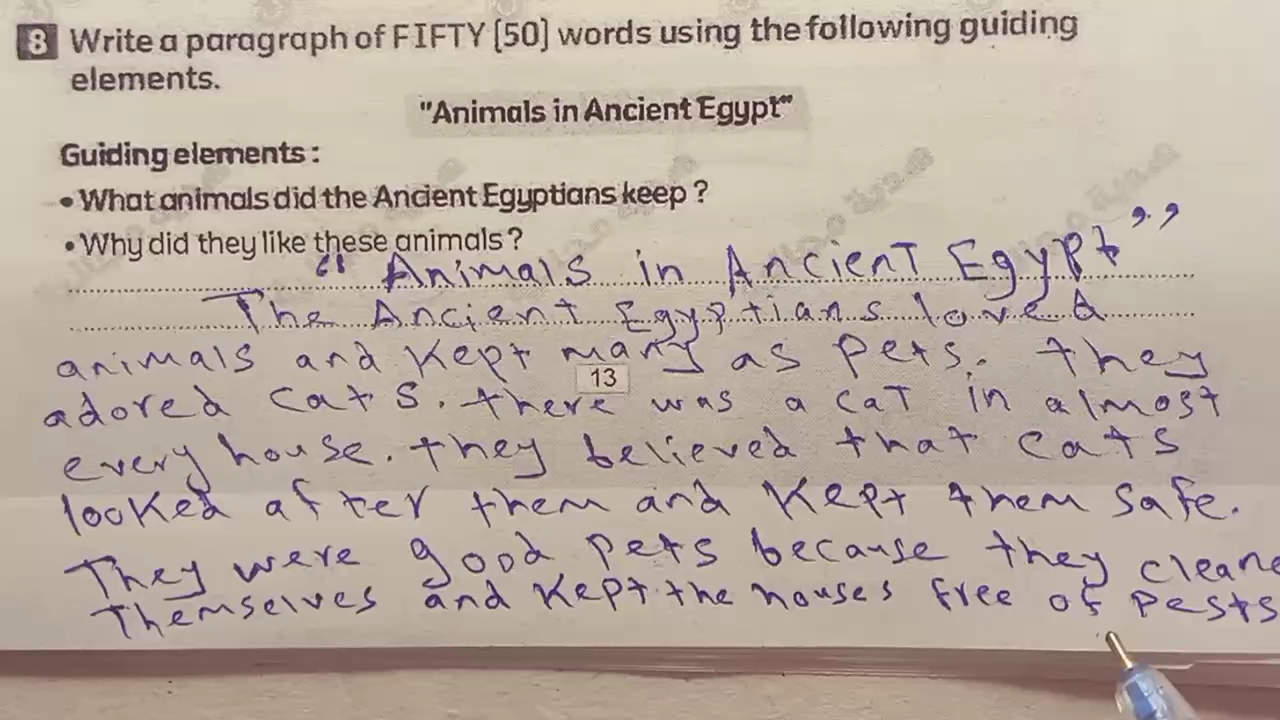 8 Write a paragraph of FIFTY (50) words using the following guiding
elements.
"Animals in Ancient Egypt"
Guiding elements :
• What animals did the Ancient Egyptians keep ?
• Why did they like these animals ?
" Animals in Ancient Egypt "
The Ancient Egyptians loved
animals and kept many as pets. They
13
adored cats. there was a cat in almost
every house. they believed that cats
looked after them and kept them safe.
They were good pets because they cleane
themselves and kept the houses free of pests